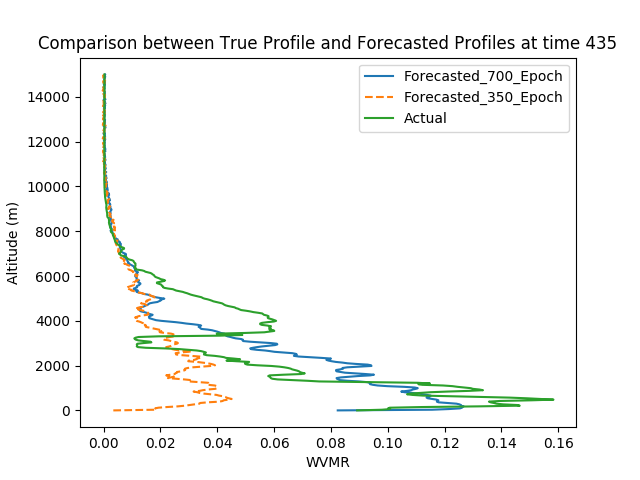 Comparison between True Profile and Forecasted Profiles at time 435
Forecasted_700_Epoch
Forecasted_350_Epoch
Actual
Altitude (m)
14000
12000
10000
8000
6000
4000
2000
0
0.00 0.02 0.04 0.06 0.08 0.10 0.12 0.14 0.16
WVMR